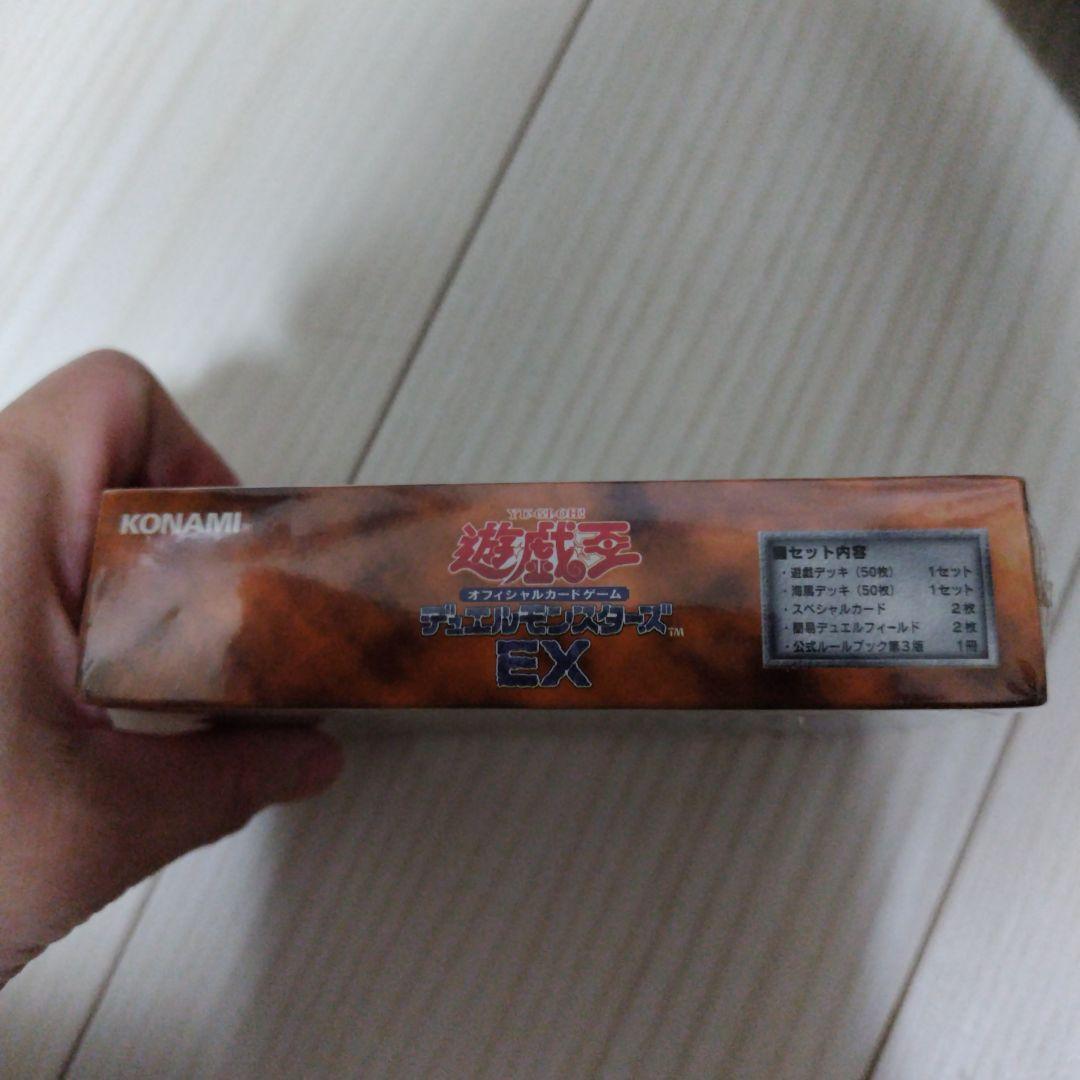 KONAMI
YU-GI-OH!
遊戯王
オフィシャルカードゲーム
デュエルモンスターズ™
EX
■セット内容
・遊戯デッキ（50枚） 1セット
・海馬デッキ（50枚） 1セット
・スペシャルカード 2枚
・簡易デュエルフィールド 2枚
・公式ルールブック第3版 1冊